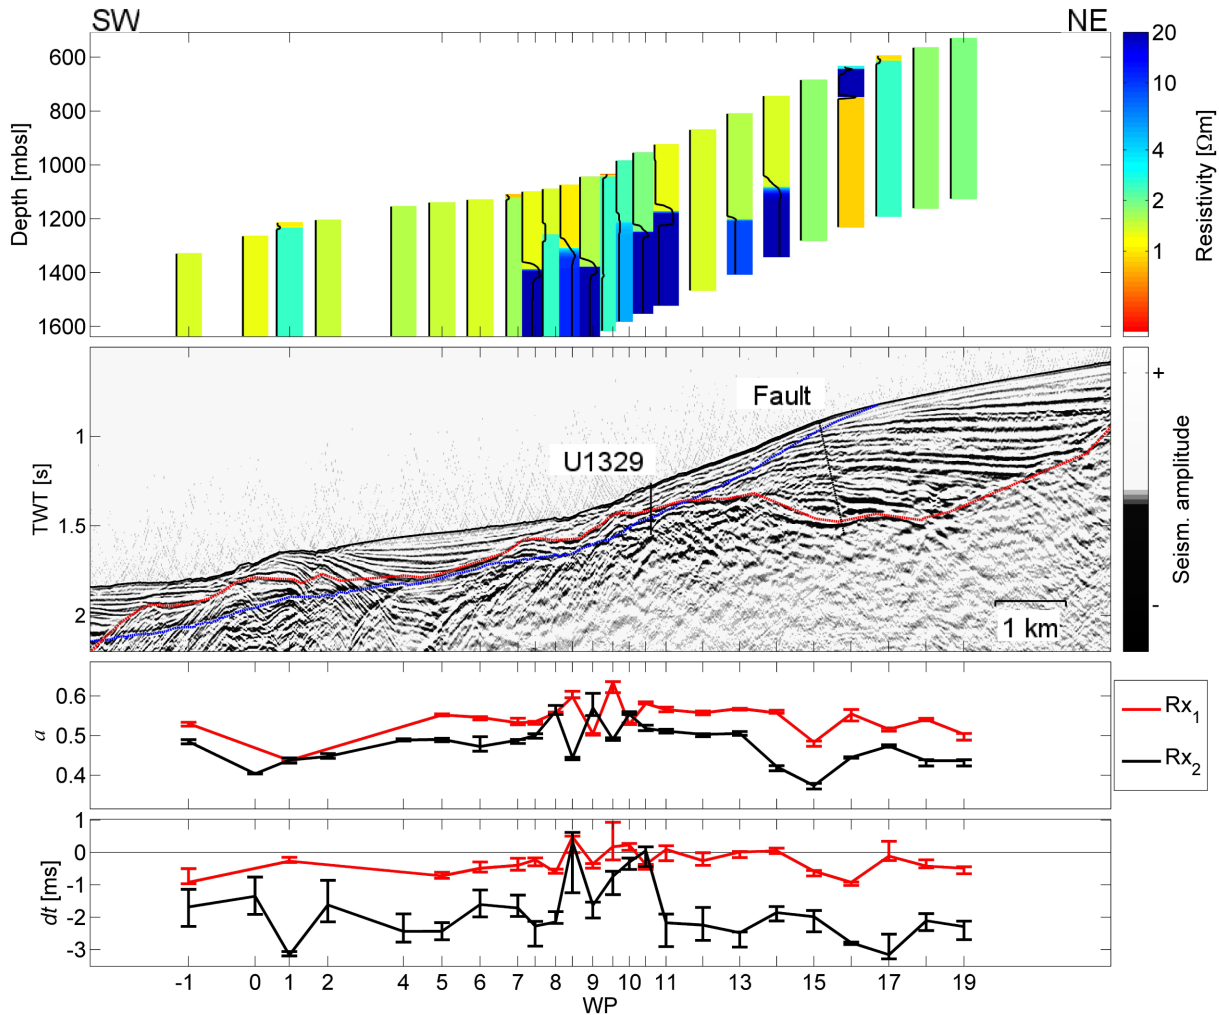 SW NE
600
800
1000
1200
1400
1600
Depth [mbsl]
20
10
4
2
1
Resistivity [Ωm]
Fault
U1329
1
1.5
2
TWT [s]
1 km
+
-
Seism. amplitude
0.6
0.5
0.4
a
Rx1
Rx2
1
0
-1
-2
-3
dt [ms]
-1 0 1 2 4 5 6 7 8 9 10 11 13 14 15 16 17 18 19
WP